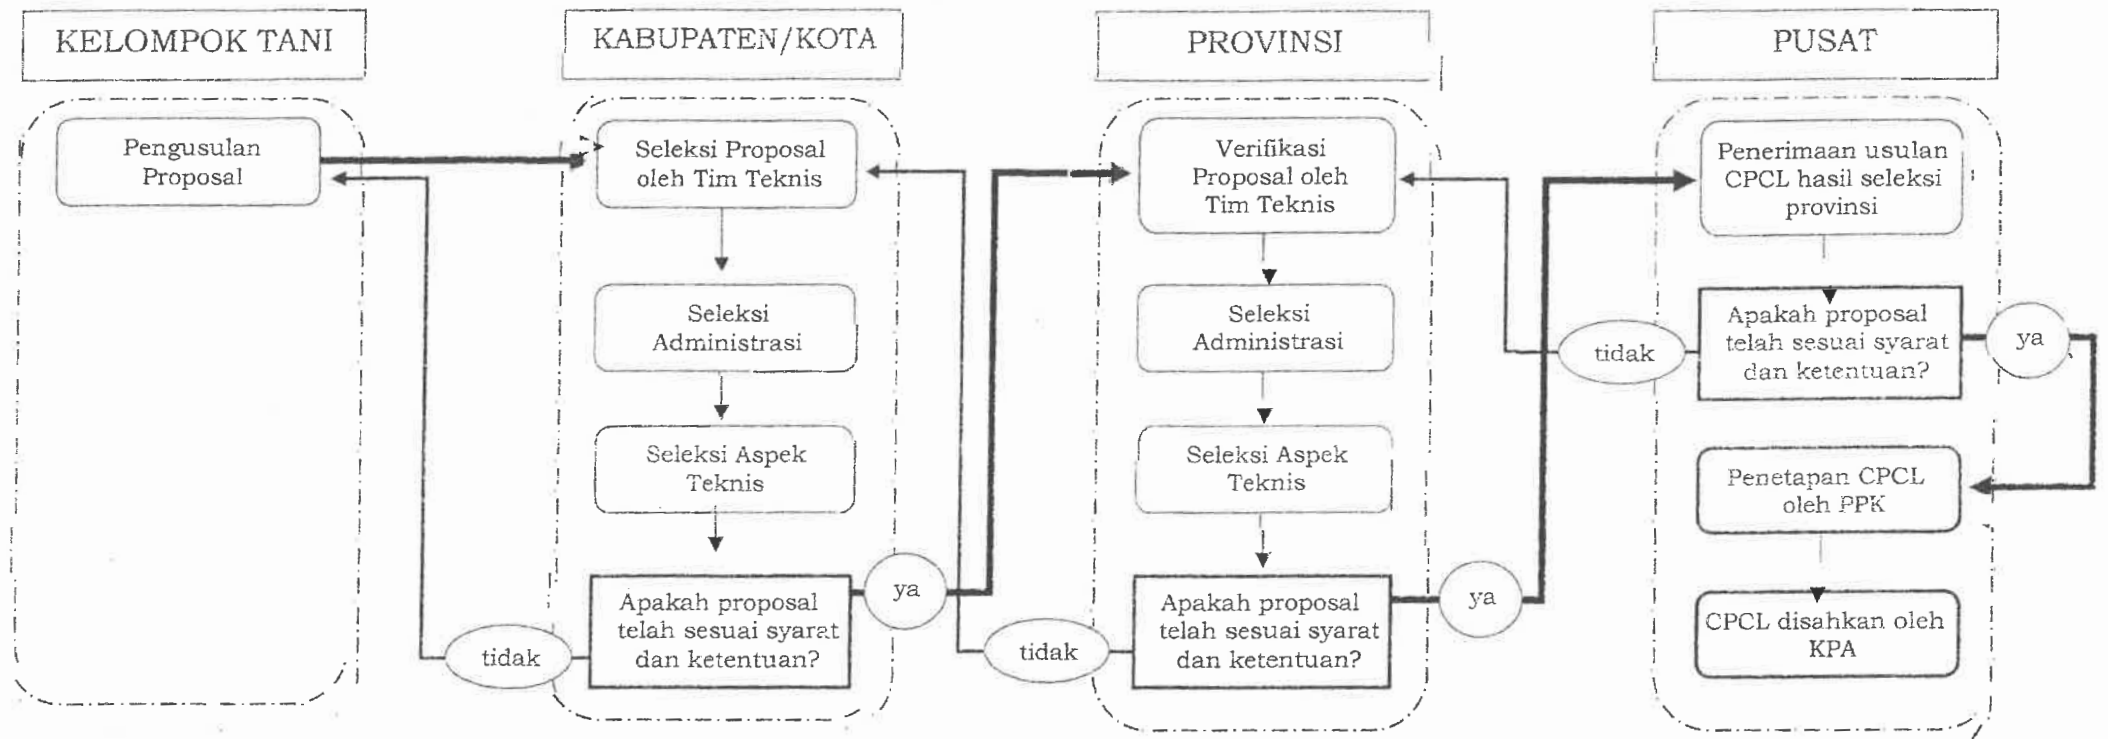 KELOMPOK TANI
Pengusulan
Proposal
KABUPATEN/KOTA
Seleksi Proposal
oleh Tim Teknis
Seleksi
Administrasi
Seleksi Aspek
Teknis
Apakah proposal
telah sesuai syarat
dan ketentuan?
tidak
ya
PROVINSI
Verifikasi
Proposal oleh
Tim Teknis
Seleksi
Administrasi
Seleksi Aspek
Teknis
Apakah proposal
telah sesuai syarat
dan ketentuan?
tidak
ya
PUSAT
Penerimaan usulan
CPCL hasil seleksi
provinsi
Apakah proposal
telah sesuai syarat
dan ketentuan?
tidak
ya
Penetapan CPCL
oleh PPK
CPCL disahkan oleh
KPA